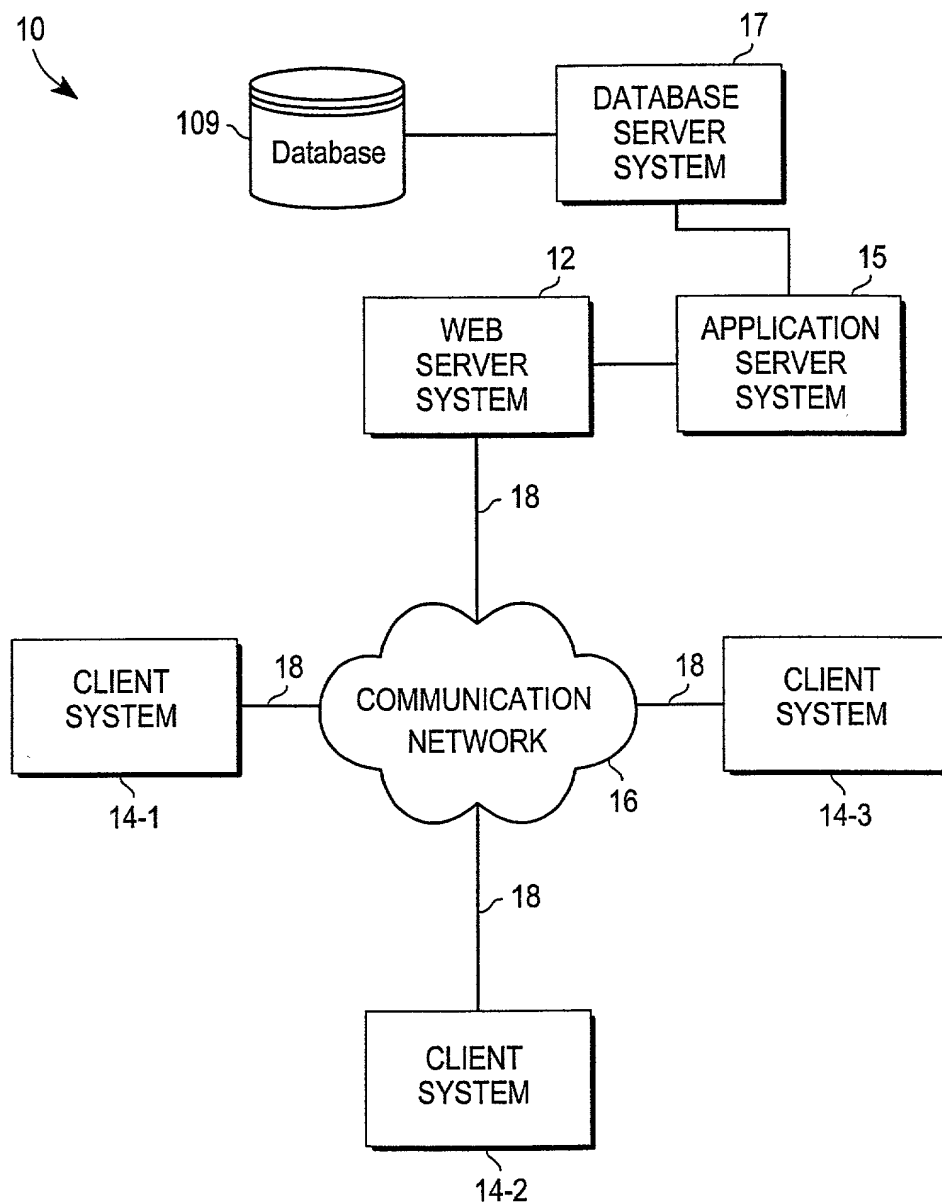 10
17
DATABASE
SERVER
SYSTEM
109
Database
12
15
WEB
SERVER
SYSTEM
APPLICATION
SERVER
SYSTEM
18
CLIENT
SYSTEM
18
COMMUNICATION
NETWORK
18
CLIENT
SYSTEM
14-1
16
14-3
18
CLIENT
SYSTEM
14-2